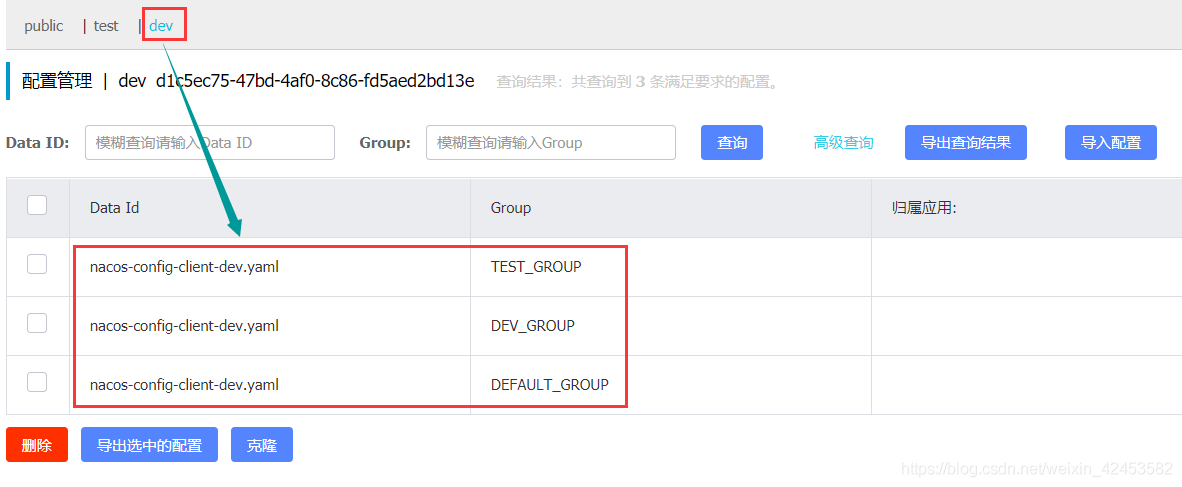 public | test | dev
配置管理 | dev d1c5ec75-47bd-4af0-8c86-fd5aed2bd13e 查询结果：共查询到 3 条满足要求的配置。
Data ID: 模糊查询请输入Data ID Group: 模糊查询请输入Group 查询 高级查询 导出查询结果 导入配置
Data Id Group 归属应用:
nacos-config-client-dev.yaml TEST_GROUP
nacos-config-client-dev.yaml DEV_GROUP
nacos-config-client-dev.yaml DEFAULT_GROUP
删除 导出选中的配置 克隆
https://blog.csdn.net/weixin_42453582